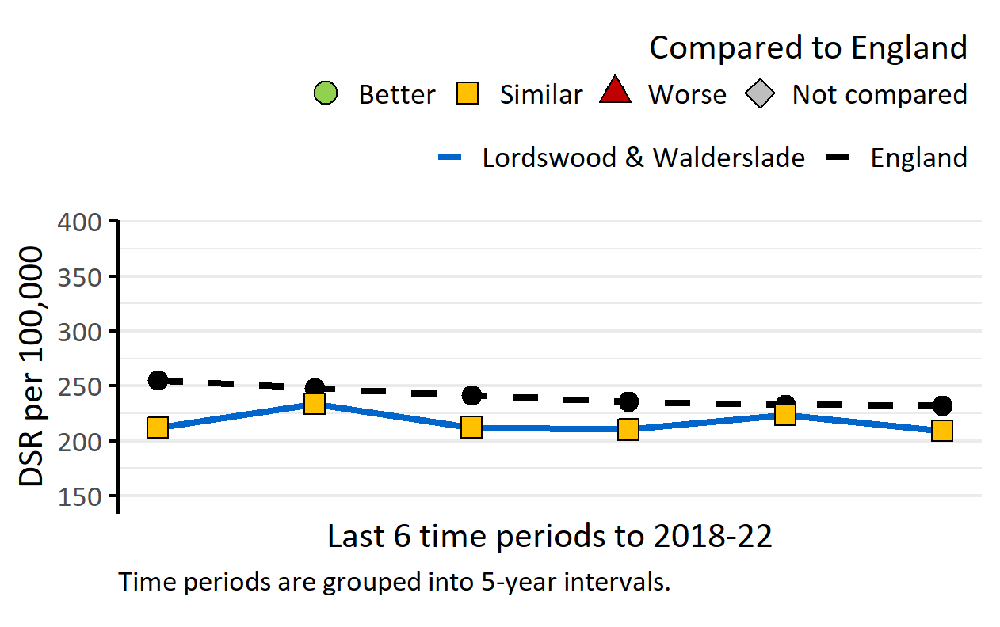 Compared to England
Better Similar Worse Not compared
Lordswood & Walderslade England
400
350
300
250
200
150
DSR per 100,000
Last 6 time periods to 2018-22
Time periods are grouped into 5-year intervals.